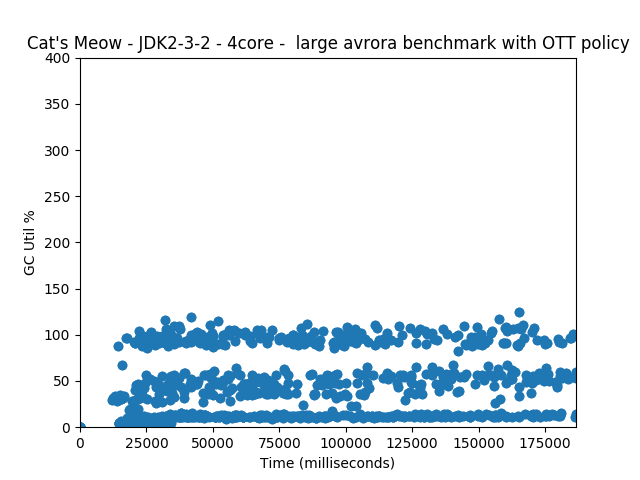 Cat's Meow - JDK2-3-2 - 4core -  large avrora benchmark with OTT policy
400
350
300
250
200
150
100
50
0
GC Util %
0 25000 50000 75000 100000 125000 150000 175000
Time (milliseconds)